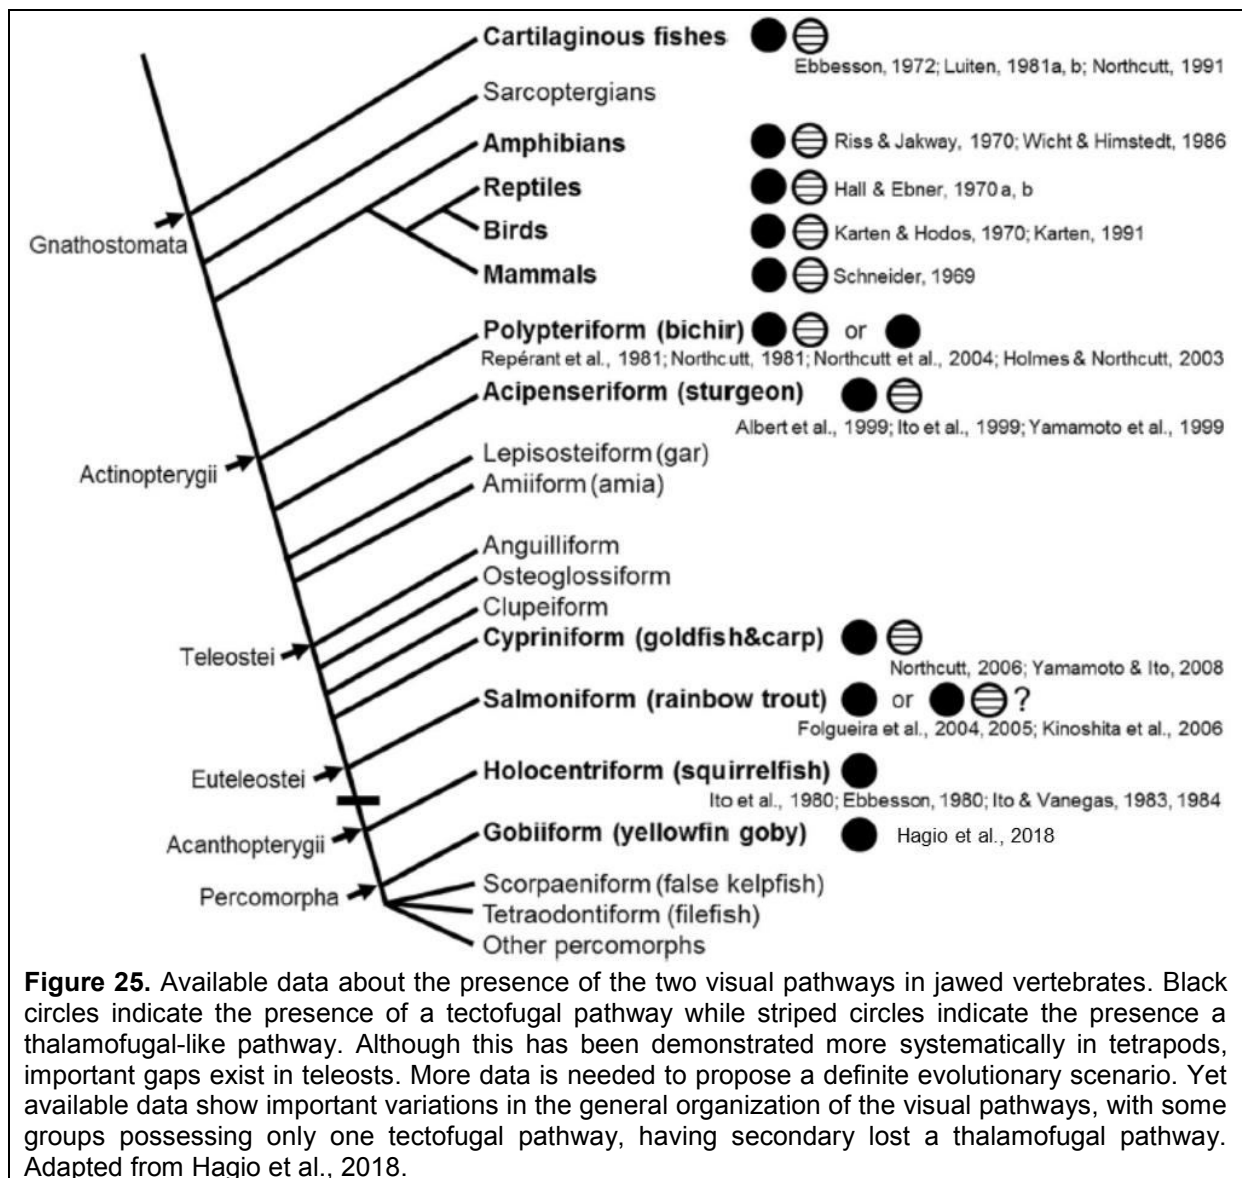 Cartilaginous fishes
Ebbesson, 1972; Luiten, 1981a, b; Northcutt, 1991
Sarcoptergians
Amphibians
Riss & Jakway, 1970; Wicht & Himstedt, 1986
Reptiles
Hall & Ebner, 1970 a, b
Gnathostomata
Birds
Karten & Hodos, 1970; Karten, 1991
Mammals
Schneider, 1969
Polypteriform (bichir) or
Repérant et al., 1981; Northcutt, 1981; Northcutt et al., 2004; Holmes & Northcutt, 2003
Acipenseriform (sturgeon)
Albert et al., 1999; Ito et al., 1999; Yamamoto et al., 1999
Actinopterygii
Lepisosteiform (gar)
Amiiform (amia)
Anguilliform
Osteoglossiform
Clupeiform
Teleostei
Cypriniform (goldfish&carp)
Northcutt, 2006; Yamamoto & Ito, 2008
Salmoniform (rainbow trout) or ?
Folgueira et al., 2004, 2005; Kinoshita et al., 2006
Euteleostei
Holocentriform (squirrelfish)
Ito et al., 1980; Ebbesson, 1980; Ito & Vanegas, 1983, 1984
Acanthopterygii
Gobiiform (yellowfin goby)
Hagio et al., 2018
Percomorpha
Scorpaeniform (false kelpfish)
Tetraodontiform (filefish)
Other percomorphs
Figure 25. Available data about the presence of the two visual pathways in jawed vertebrates. Black
circles indicate the presence of a tectofugal pathway while striped circles indicate the presence a
thalamofugal-like pathway. Although this has been demonstrated more systematically in tetrapods,
important gaps exist in teleosts. More data is needed to propose a definite evolutionary scenario. Yet
available data show important variations in the general organization of the visual pathways, with some
groups possessing only one tectofugal pathway, having secondary lost a thalamofugal pathway.
Adapted from Hagio et al., 2018.